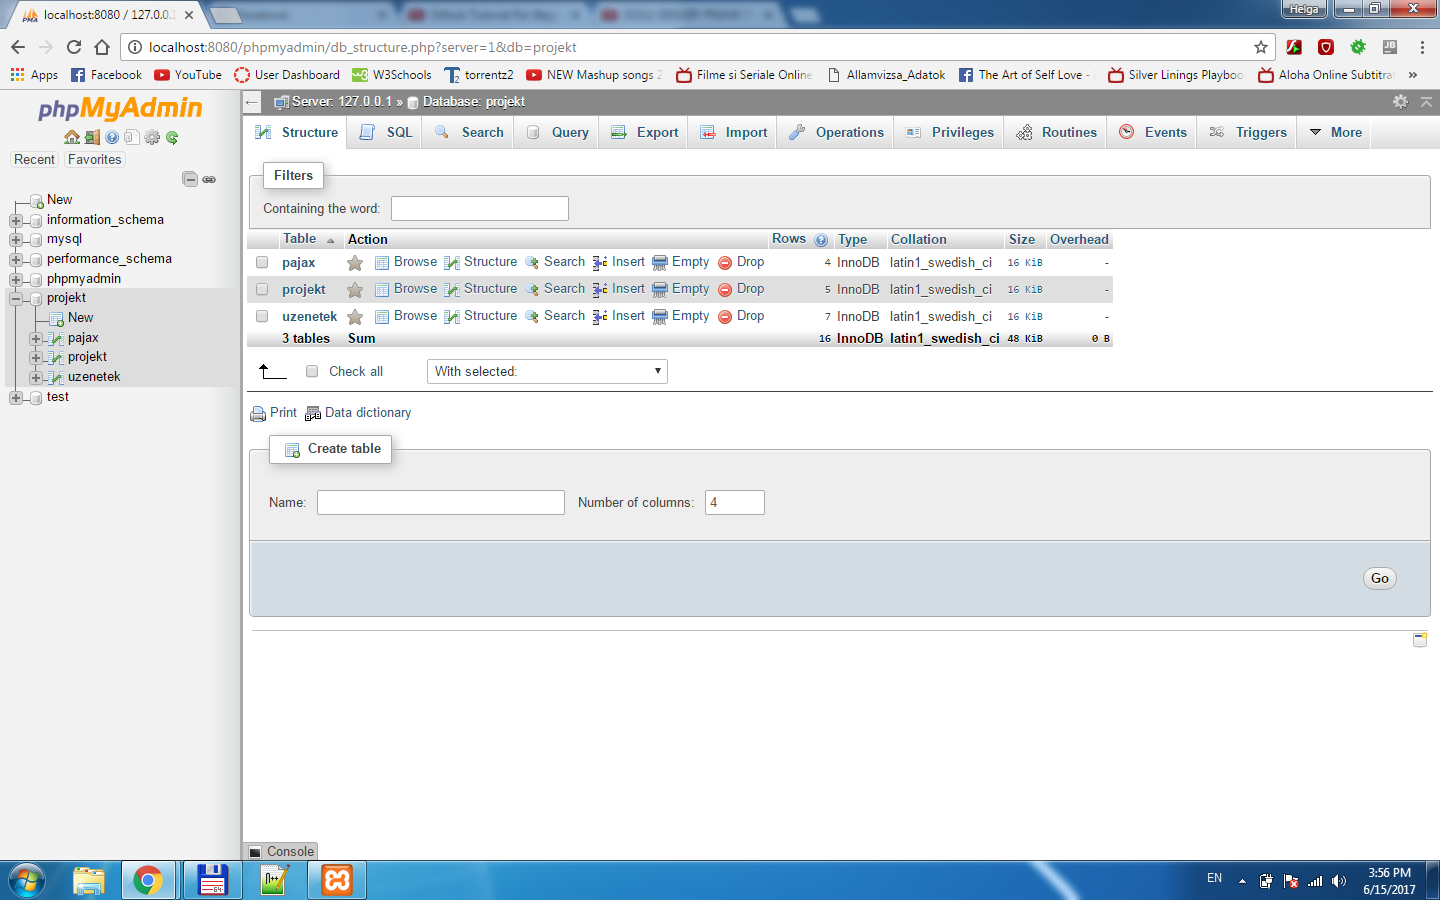 localhost:8080 / 127.0.0.1
Helga
localhost:8080/phpmyadmin/db_structure.php?server=1&db=projekt
Apps Facebook YouTube User Dashboard W3Schools torrentz2 NEW Mashup songs 2 Filme si Seriale Online Allamvizsa_Adatok The Art of Self Love - Silver Linings Playboo Aloha Online Subtitra »
phpMyAdmin
Recent Favorites
New
information_schema
mysql
performance_schema
phpmyadmin
projekt
New
pajax
projekt
uzenetek
test
Server: 127.0.0.1 » Database: projekt
Structure SQL Search Query Export Import Operations Privileges Routines Events Triggers More
Filters
Containing the word:
Table Action Rows Type Collation Size Overhead
pajax Browse Structure Search Insert Empty Drop 4 InnoDB latin1_swedish_ci 16 KiB -
projekt Browse Structure Search Insert Empty Drop 5 InnoDB latin1_swedish_ci 16 KiB -
uzenetek Browse Structure Search Insert Empty Drop 7 InnoDB latin1_swedish_ci 16 KiB -
3 tables Sum 16 InnoDB latin1_swedish_ci 48 KiB 0 B
Check all With selected:
Print Data dictionary
Create table
Name: Number of columns: 4
Go
Console
64
EN
3:56 PM
6/15/2017